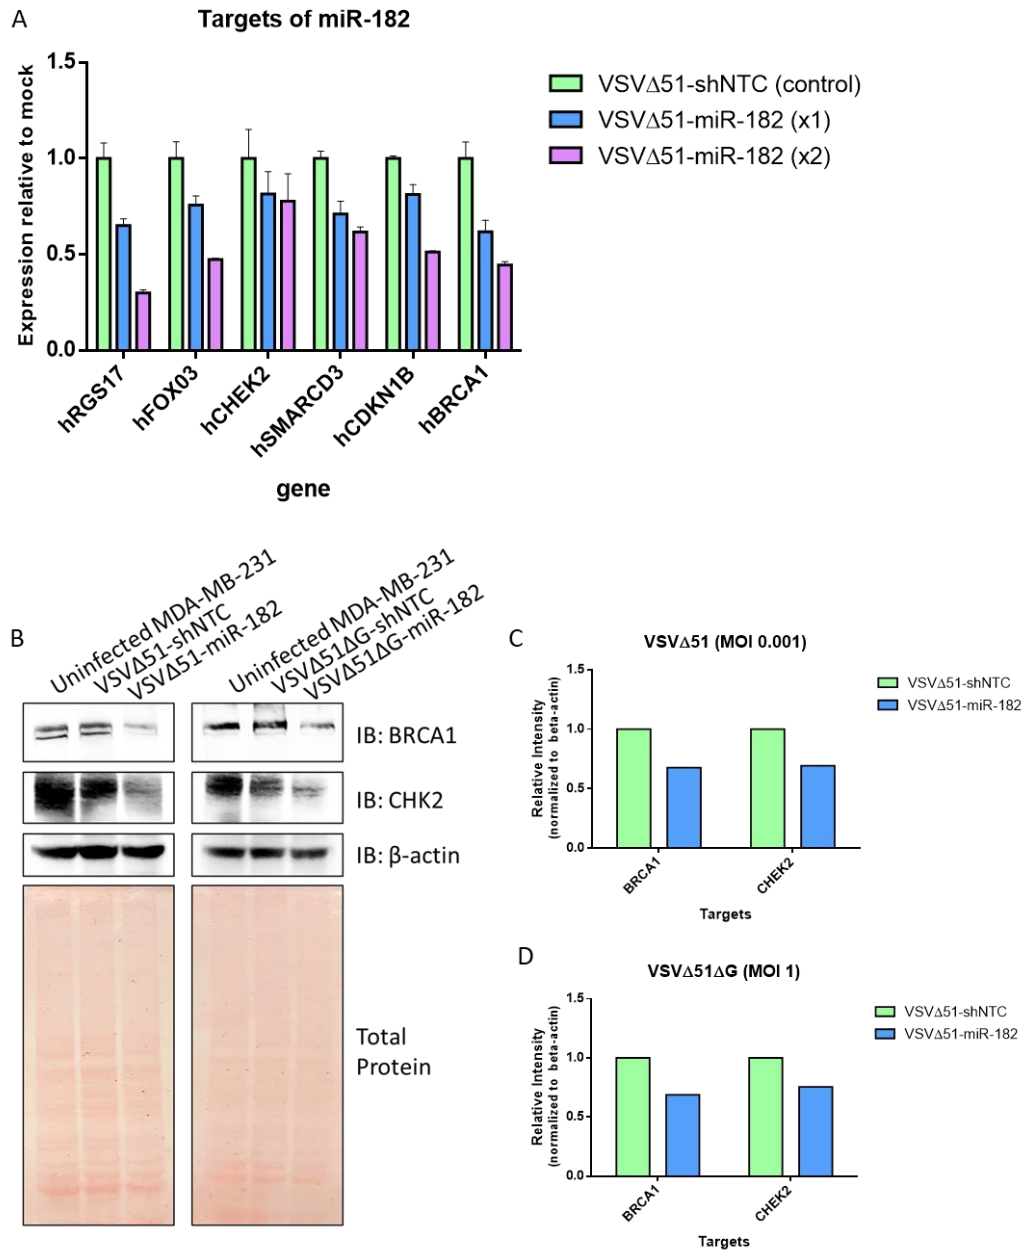 A
Targets of miR-182
Expression relative to mock
1.5
1.0
0.5
0.0
hRGS17
hFOX03
hCHEK2
hSMARCD3
hCDKN1B
hBRCA1
gene
VSVΔ51-shNTC (control)
VSVΔ51-miR-182 (x1)
VSVΔ51-miR-182 (x2)
B
Uninfected MDA-MB-231
VSVΔ51-shNTC
VSVΔ51-miR-182
Uninfected MDA-MB-231
VSVΔ51ΔG-shNTC
VSVΔ51ΔG-miR-182
IB: BRCA1
IB: CHK2
IB: β-actin
Total
Protein
C
VSVΔ51 (MOI 0.001)
Relative Intensity
(normalized to beta-actin)
1.5
1.0
0.5
0.0
BRCA1
CHEK2
Targets
VSVΔ51-shNTC
VSVΔ51-miR-182
D
VSVΔ51ΔG (MOI 1)
Relative Intensity
(normalized to beta-actin)
1.5
1.0
0.5
0.0
BRCA1
CHEK2
Targets
VSVΔ51-shNTC
VSVΔ51-miR-182